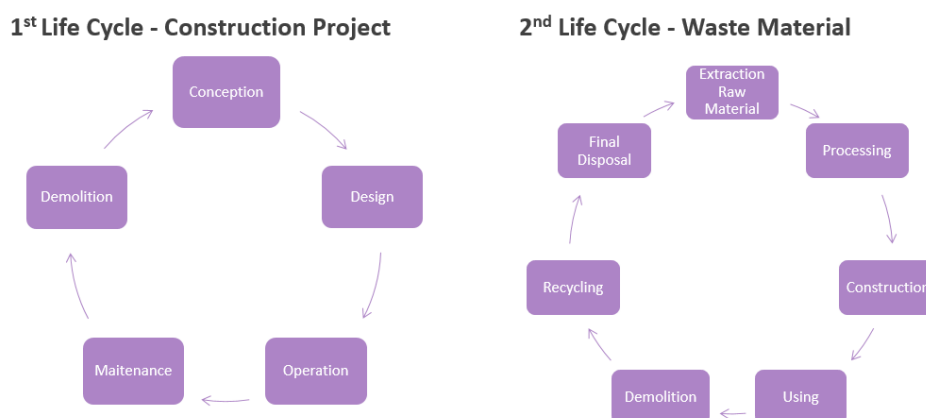 1st Life Cycle - Construction Project
Conception
Design
Operation
Maitenance
Demolition
2nd Life Cycle - Waste Material
Extraction
Raw
Material
Processing
Construction
Using
Demolition
Recycling
Final
Disposal